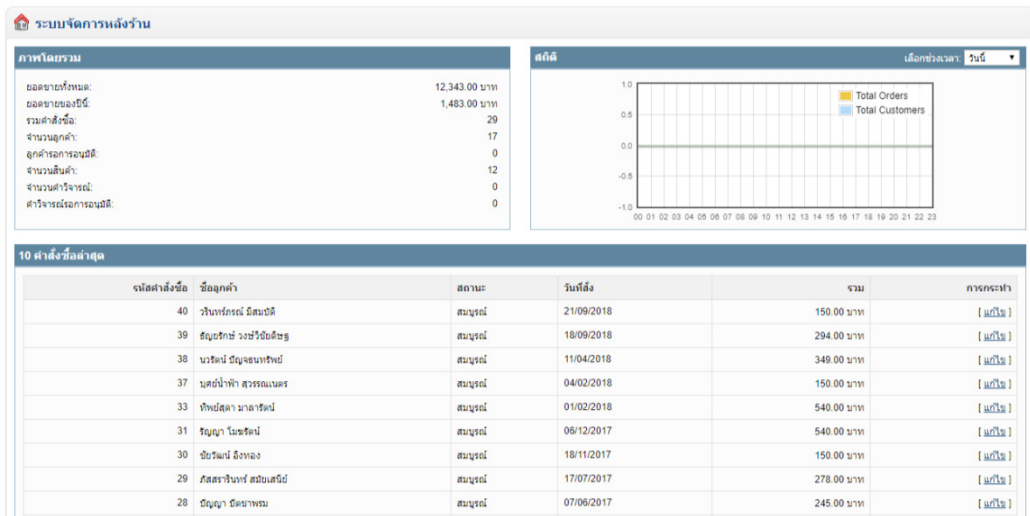 ระบบจัดการหลังร้าน
ภาพโดยรวม
ยอดขายทั้งหมด: 12,343.00 บาท
ยอดขายของปีนี้: 1,483.00 บาท
รวมคำสั่งซื้อ: 29
จำนวนลูกค้า: 17
ลูกค้ารอการอนุมัติ: 0
จำนวนสินค้า: 12
จำนวนคำวิจารณ์: 0
คำวิจารณ์รอการอนุมัติ: 0
สถิติ เลือกช่วงเวลา: วันนี้
1.0
0.5
0.0
-0.5
-1.0
Total Orders
Total Customers
00 01 02 03 04 05 06 07 08 09 10 11 12 13 14 15 16 17 18 19 20 21 22 23
10 คำสั่งซื้อล่าสุด
รหัสคำสั่งซื้อ ชื่อลูกค้า สถานะ วันที่สั่ง รวม การกระทำ
40 วรินทร์ภรณ์ มีสมบัติ สมบูรณ์ 21/09/2018 150.00 บาท [ แก้ไข ]
39 ธัญยรักษ์ สมบูรณ์ 18/09/2018 294.00 บาท [ แก้ไข ]
38 นวรัตน์ ปัญจธนทรัพย์ สมบูรณ์ 11/04/2018 349.00 บาท [ แก้ไข ]
37 บุศย์น้ำฟ้า สุวรรณเนตร สมบูรณ์ 04/02/2018 150.00 บาท [ แก้ไข ]
33 ทิพย์สุดา มาลารัตน์ สมบูรณ์ 01/02/2018 540.00 บาท [ แก้ไข ]
31 รัญญา โมฆรัตน์ สมบูรณ์ 06/12/2017 540.00 บาท [ แก้ไข ]
30 ชัยวัฒน์ อิงทอง สมบูรณ์ 18/11/2017 150.00 บาท [ แก้ไข ]
29 ภัสสรารินทร์ สมัยเสนีย์ สมบูรณ์ 17/07/2017 278.00 บาท [ แก้ไข ]
28 ปัญญา ปัตชาพรม สมบูรณ์ 07/06/2017 245.00 บาท [ แก้ไข ]